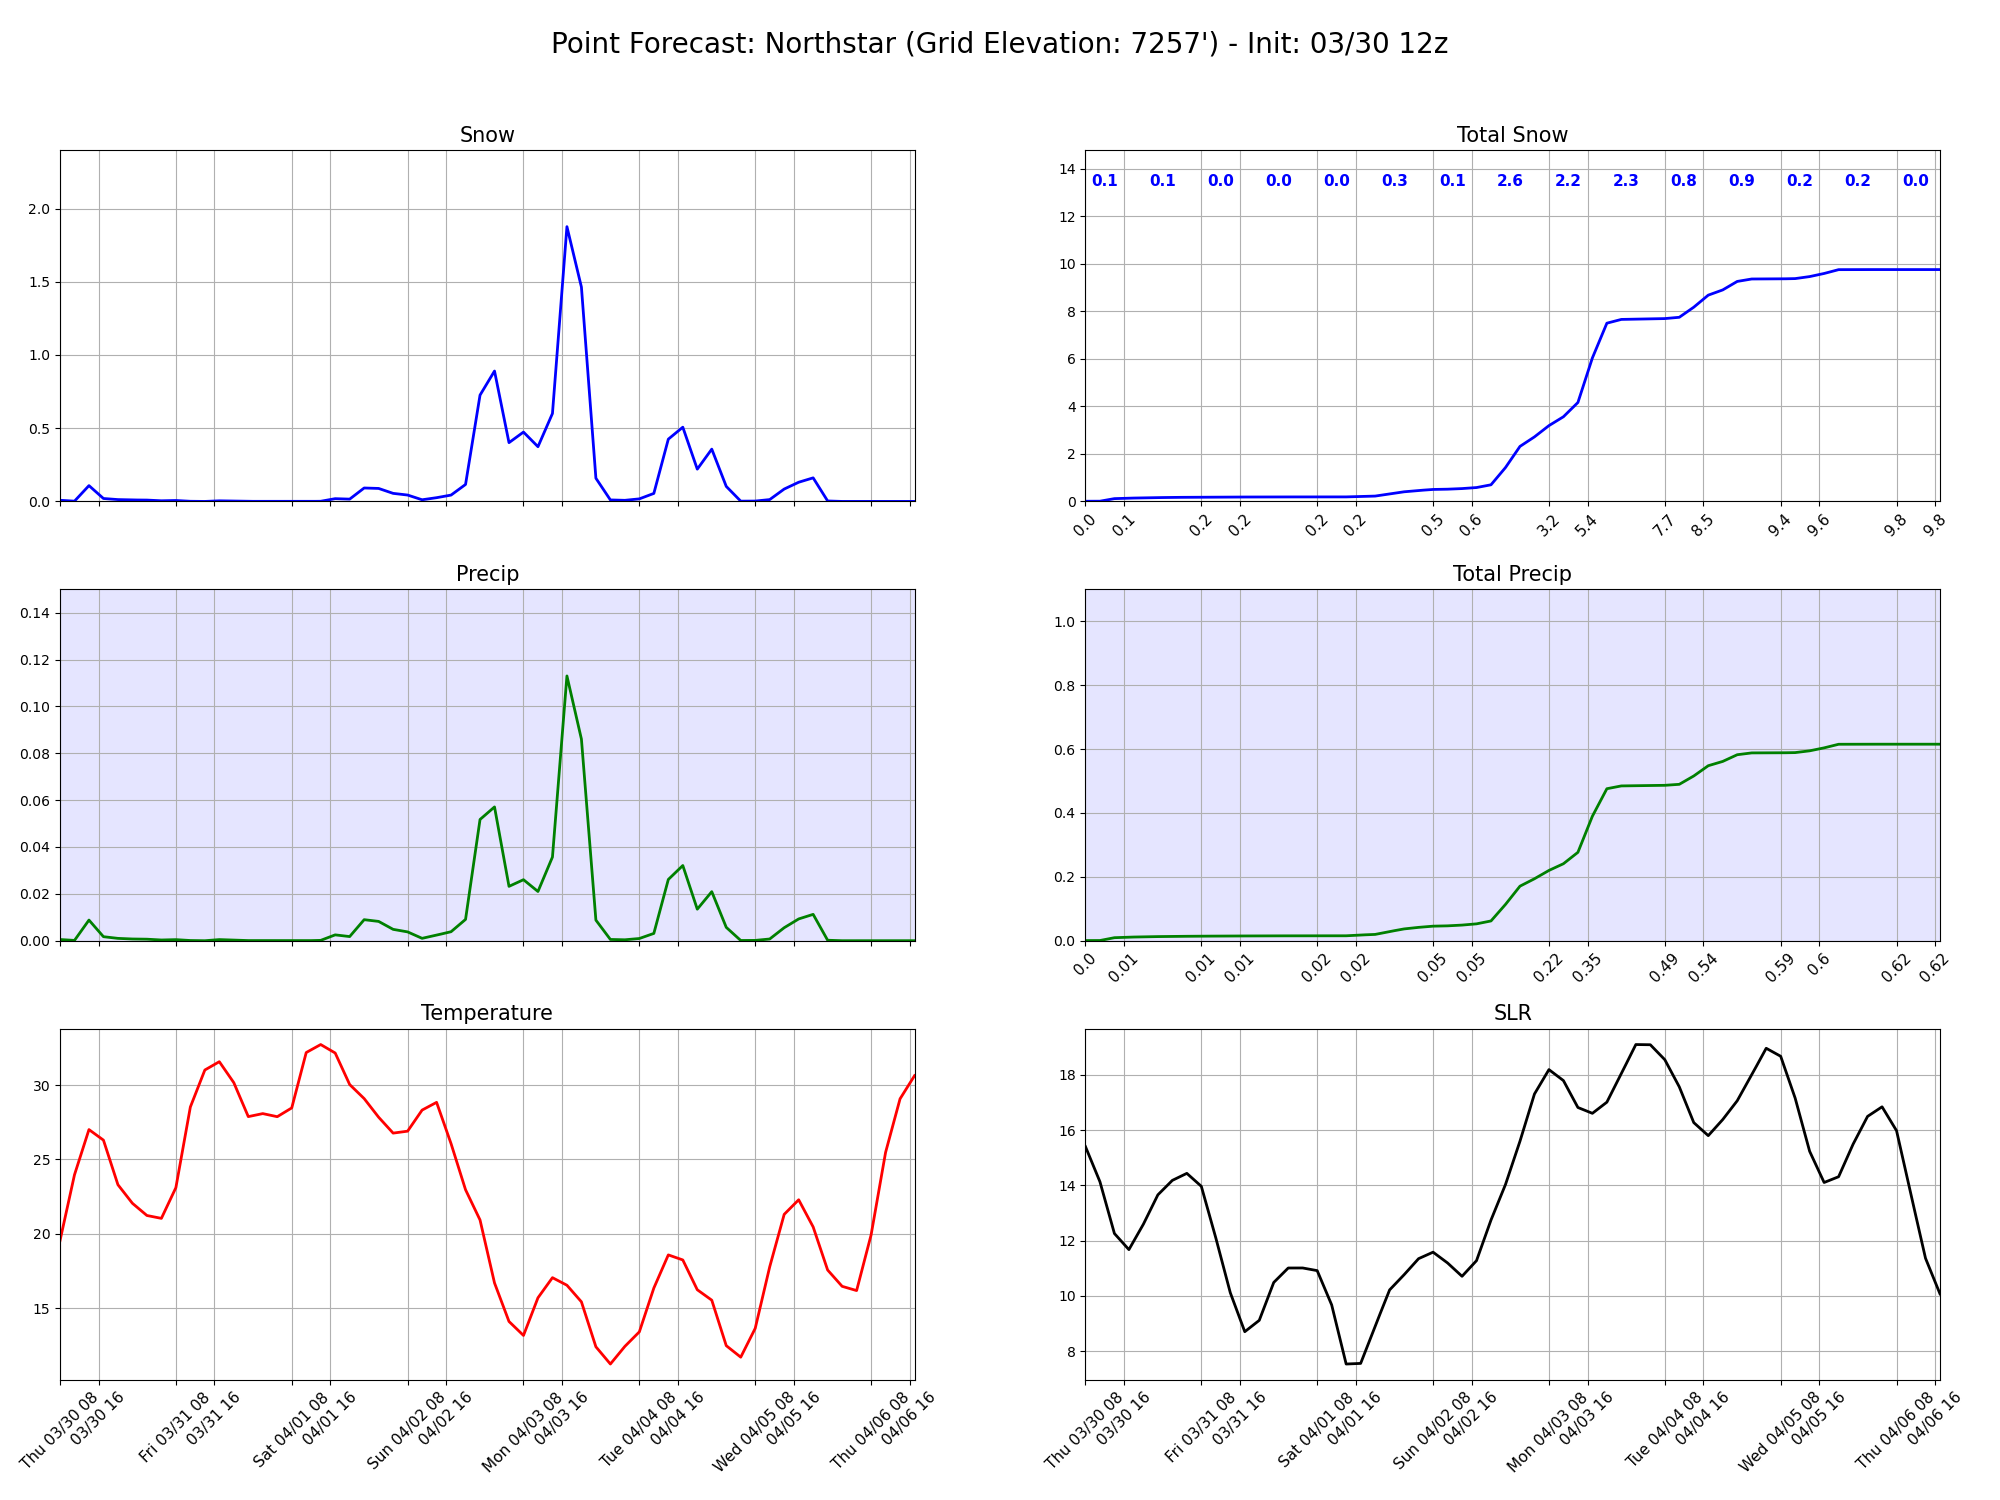 Point Forecast: Northstar (Grid Elevation: 7257') - Init: 03/30 12z
Snow
2.0
1.5
1.0
0.5
0.0
Total Snow
0.1 0.1 0.0 0.0 0.0 0.3 0.1 2.6 2.2 2.3 0.8 0.9 0.2 0.2 0.0
14
12
10
8
6
4
2
0
0.0 0.1 0.2 0.2 0.2 0.2 0.5 0.6 3.2 5.4 7.7 8.5 9.4 9.6 9.8 9.8
Precip
0.14
0.12
0.10
0.08
0.06
0.04
0.02
0.00
Total Precip
1.0
0.8
0.6
0.4
0.2
0.0
0.0 0.01 0.01 0.01 0.02 0.02 0.05 0.05 0.22 0.35 0.49 0.54 0.59 0.6 0.62 0.62
Temperature
30
25
20
15
Thu 03/30 08
03/30 16
Fri 03/31 08
03/31 16
Sat 04/01 08
04/01 16
Sun 04/02 08
04/02 16
Mon 04/03 08
04/03 16
Tue 04/04 08
04/04 16
Wed 04/05 08
04/05 16
Thu 04/06 08
04/06 16
SLR
18
16
14
12
10
8
Thu 03/30 08
03/30 16
Fri 03/31 08
03/31 16
Sat 04/01 08
04/01 16
Sun 04/02 08
04/02 16
Mon 04/03 08
04/03 16
Tue 04/04 08
04/04 16
Wed 04/05 08
04/05 16
Thu 04/06 08
04/06 16